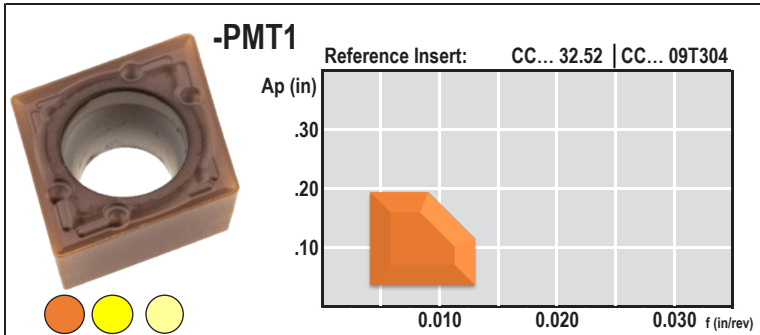 -PMT1
Reference Insert: CC... 32.52 | CC... 09T304
Ap (in)
.30
.20
.10
0.010 0.020 0.030 f (in/rev)